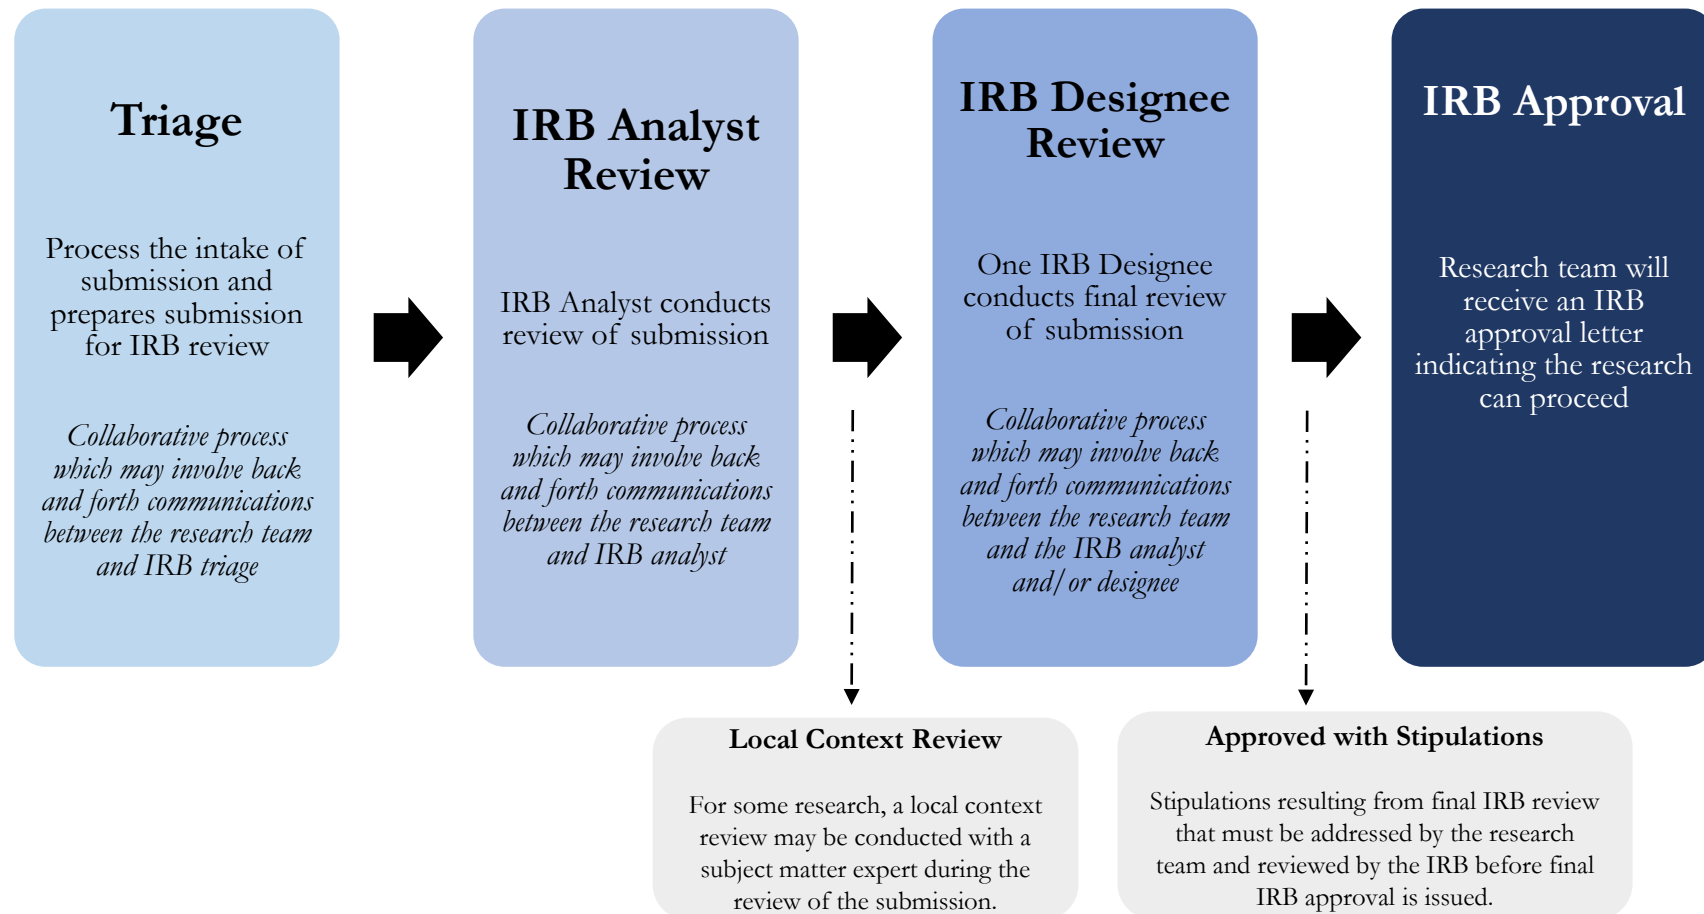 Triage
Process the intake of
submission and
prepares submission
for IRB review
Collaborative process
which may involve back
and forth communications
between the research team
and IRB triage
IRB Analyst
Review
IRB Analyst conducts
review of submission
Collaborative process
which may involve back
and forth communications
between the research team
and IRB analyst
IRB Designee
Review
One IRB Designee
conducts final review
of submission
Collaborative process
which may involve back
and forth communications
between the research team
and the IRB analyst
and/or designee
IRB Approval
Research team will
receive an IRB
approval letter
indicating the research
can proceed
Local Context Review
For some research, a local context
review may be conducted with a
subject matter expert during the
review of the submission.
Approved with Stipulations
Stipulations resulting from final IRB review
that must be addressed by the research
team and reviewed by the IRB before final
IRB approval is issued.